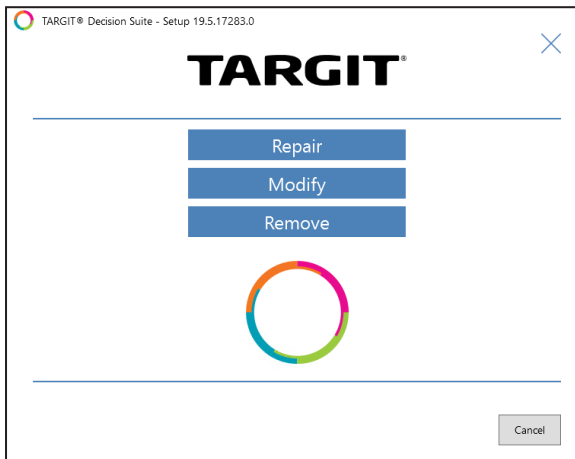 TARGIT® Decision Suite - Setup 19.5.17283.0
TARGIT®
Repair
Modify
Remove
Cancel